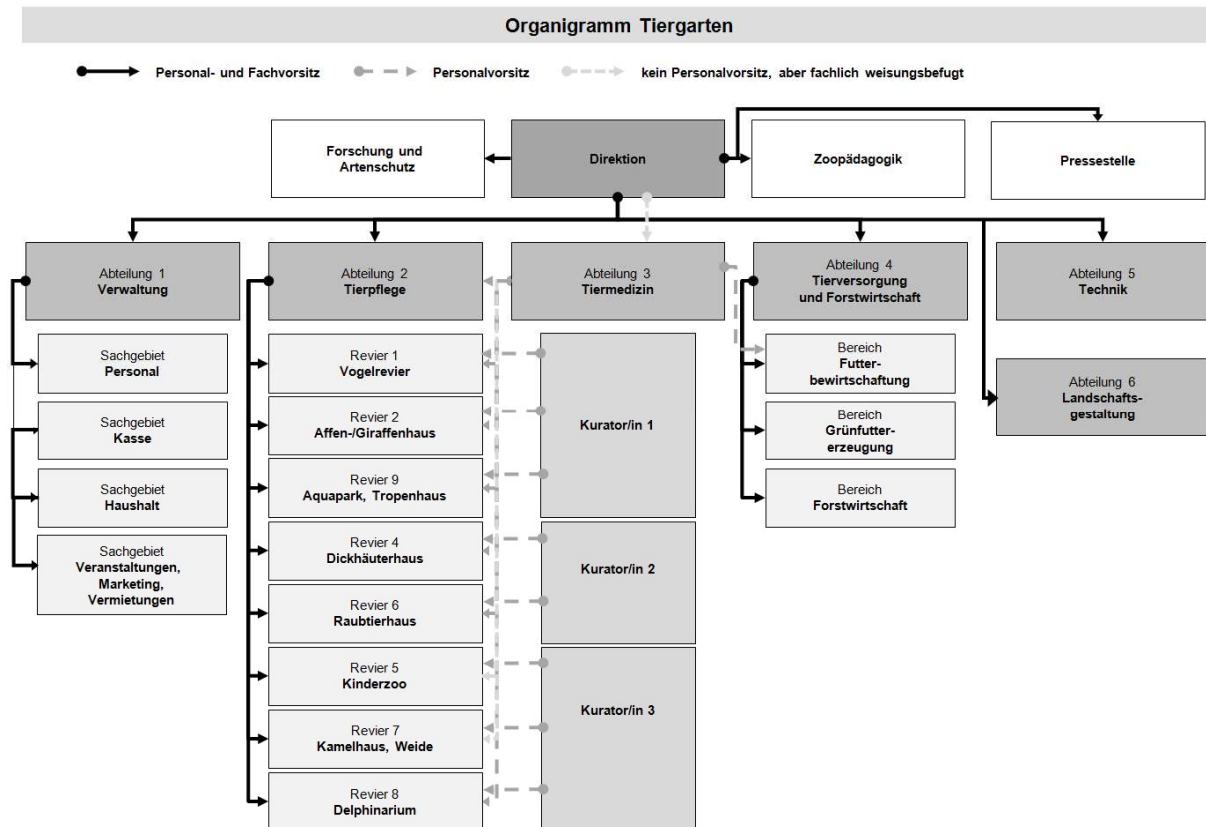 Organigramm Tiergarten
Personal- und Fachvorsitz
Personalvorsitz
kein Personalvorsitz, aber fachlich weisungsbefugt
Forschung und
Artenschutz
Direktion
Zoopädagogik
Pressestelle
Abteilung 1
Verwaltung
Abteilung 2
Tierpflege
Abteilung 3
Tiermedizin
Abteilung 4
Tierversorgung
und Forstwirtschaft
Abteilung 5
Technik
Abteilung 6
Landschafts-
gestaltung
Sachgebiet
Personal
Sachgebiet
Kasse
Sachgebiet
Haushalt
Sachgebiet
Veranstaltungen,
Marketing,
Vermietungen
Revier 1
Vogelrevier
Revier 2
Affen-/Giraffenhaus
Revier 9
Aquapark, Tropenhaus
Revier 4
Dickhäuterhaus
Revier 6
Raubtierhaus
Revier 5
Kinderzoo
Revier 7
Kamelhaus, Weide
Revier 8
Delphinarium
Kurator/in 1
Kurator/in 2
Kurator/in 3
Bereich
Futter-
bewirtschaftung
Bereich
Grünfutter-
erzeugung
Bereich
Forstwirtschaft